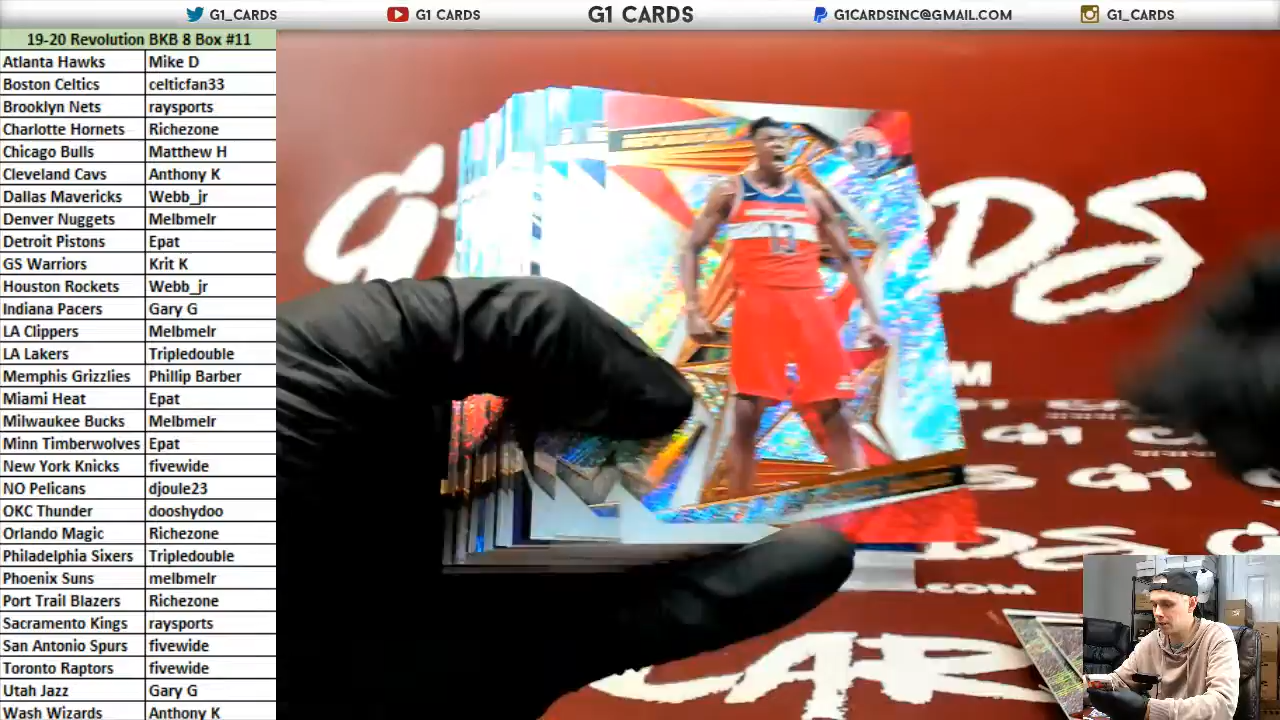 G1_CARDS
G1 CARDS
G1 CARDS
G1CARDSINC@GMAIL.COM
G1_CARDS
19-20 Revolution BKB 8 Box #11
Atlanta Hawks Mike D
Boston Celtics celticfan33
Brooklyn Nets raysports
Charlotte Hornets Richezone
Chicago Bulls Matthew H
Cleveland Cavs Anthony K
Dallas Mavericks Webb_jr
Denver Nuggets Melbmelr
Detroit Pistons Epat
GS Warriors Krit K
Houston Rockets Webb_jr
Indiana Pacers Gary G
LA Clippers Melbmelr
LA Lakers Tripledouble
Memphis Grizzlies Phillip Barber
Miami Heat Epat
Milwaukee Bucks Melbmelr
Minn Timberwolves Epat
New York Knicks fivewide
NO Pelicans djoule23
OKC Thunder dooshydoo
Orlando Magic Richezone
Philadelphia Sixers Tripledouble
Phoenix Suns melbmelr
Port Trail Blazers Richezone
Sacramento Kings raysports
San Antonio Spurs fivewide
Toronto Raptors fivewide
Utah Jazz Gary G
Wash Wizards Anthony K
13
.COM